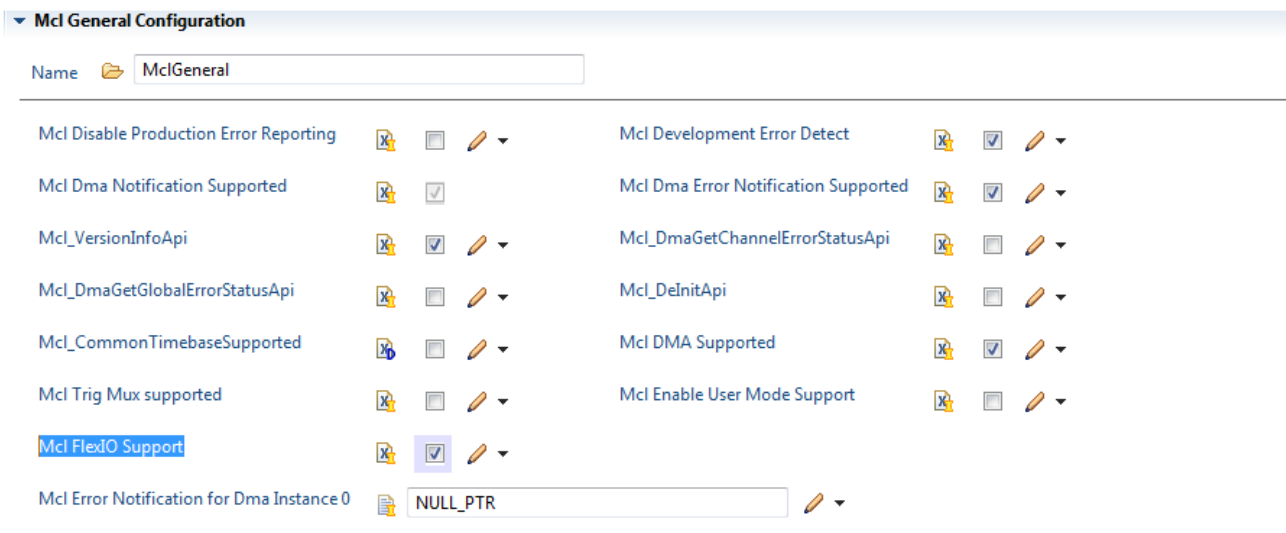 Mcl General Configuration
Name McIGeneral
Mcl Disable Production Error Reporting Mcl Development Error Detect
Mcl Dma Notification Supported Mcl Dma Error Notification Supported
Mcl_VersionInfoApi Mcl_DmaGetChannelErrorStatusApi
Mcl_DmaGetGlobalErrorStatusApi Mcl_DeInitApi
Mcl_CommonTimebaseSupported Mcl DMA Supported
Mcl Trig Mux supported Mcl Enable User Mode Support
Mcl FlexIO Support
Mcl Error Notification for Dma Instance 0 NULL_PTR